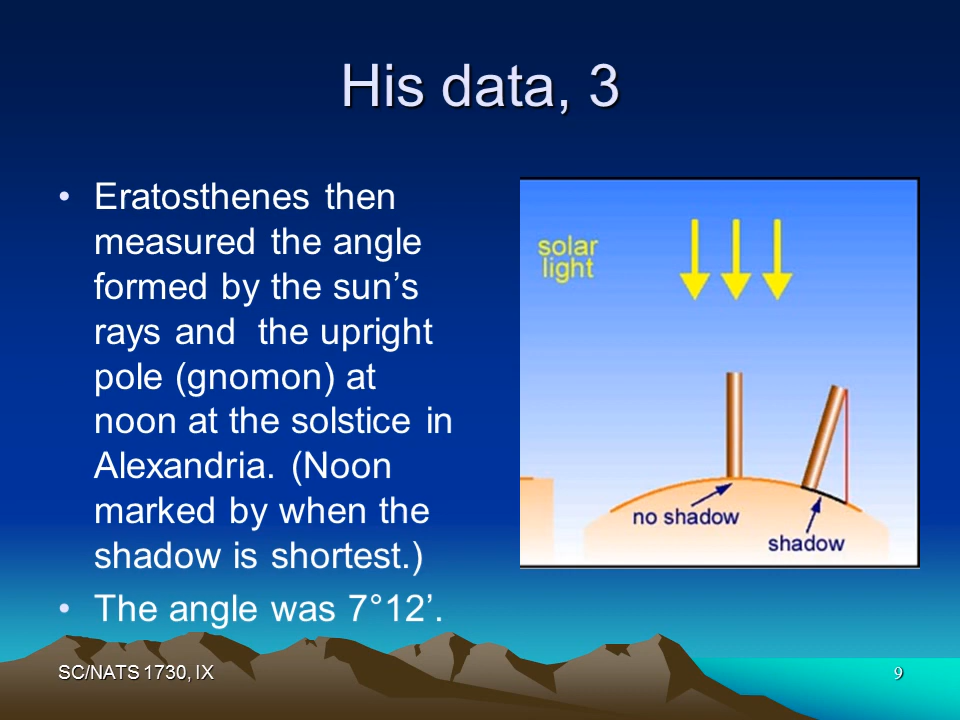 His data, 3
• Eratosthenes then
measured the angle
formed by the sun’s
rays and  the upright
pole (gnomon) at
noon at the solstice in
Alexandria. (Noon
marked by when the
shadow is shortest.)
• The angle was 7°12’.
solar
light
no shadow
shadow
SC/NATS 1730, IX
9